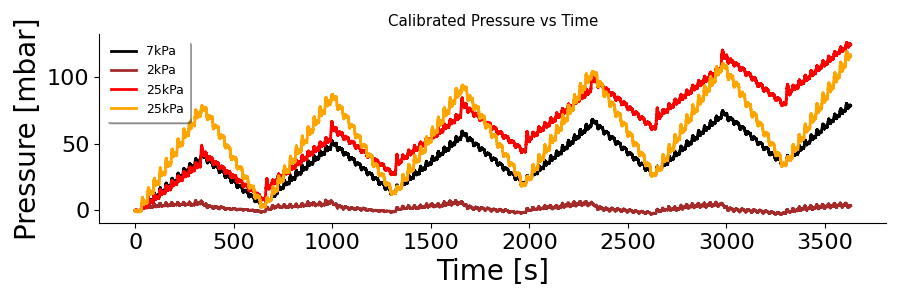 Calibrated Pressure vs Time
Pressure [mbar]
100
50
0
7kPa
2kPa
25kPa
25kPa
0 500 1000 1500 2000 2500 3000 3500
Time [s]